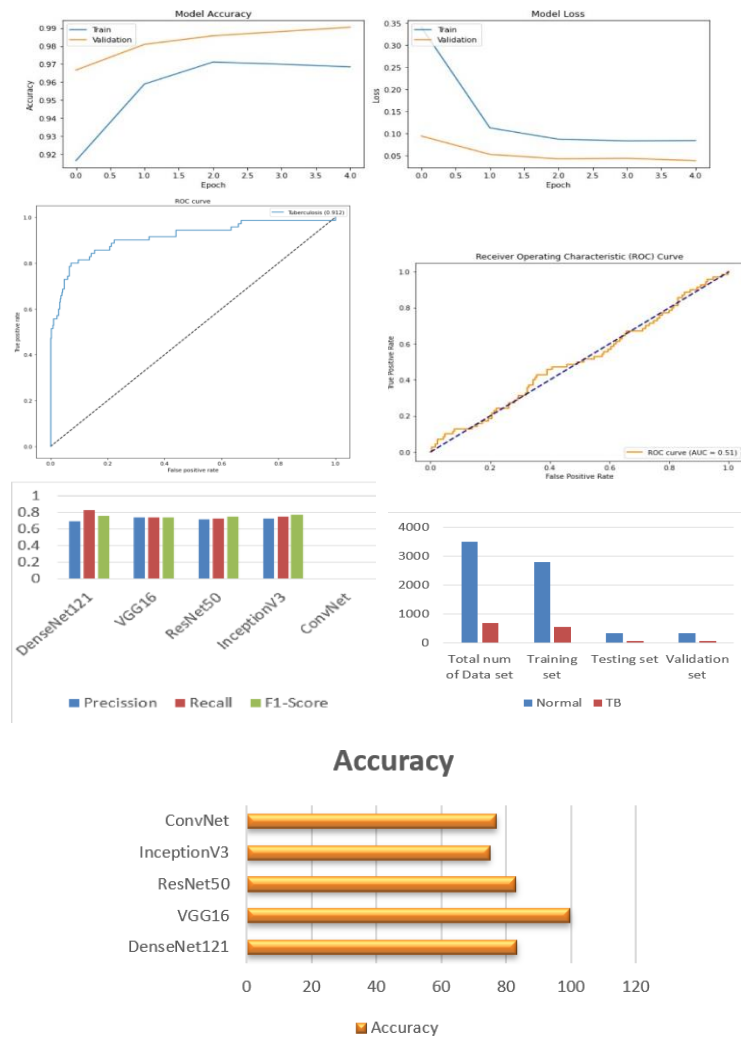 Model Accuracy
Train
Validation
0.99
0.98
0.97
0.96
0.95
0.94
0.93
0.92
Accuracy
0.0 0.5 1.0 1.5 2.0 2.5 3.0 3.5 4.0
Epoch
Model Loss
Train
Validation
0.35
0.30
0.25
0.20
0.15
0.10
0.05
Loss
0.0 0.5 1.0 1.5 2.0 2.5 3.0 3.5 4.0
Epoch
ROC curve
Tuberculosis (0.912)
1.0
0.8
0.6
0.4
0.2
0.0
True positive rate
0.0 0.2 0.4 0.6 0.8 1.0
False positive rate
Receiver Operating Characteristic (ROC) Curve
1.0
0.8
0.6
0.4
0.2
0.0
True Positive Rate
ROC curve (AUC = 0.51)
0.0 0.2 0.4 0.6 0.8 1.0
False Positive Rate
1
0.8
0.6
0.4
0.2
0
DenseNet121
VGG16
ResNet50
InceptionV3
ConvNet
Precission Recall F1-Score
4000
3000
2000
1000
0
Total num of Data set
Training set
Testing set
Validation set
Normal TB
Accuracy
ConvNet
InceptionV3
ResNet50
VGG16
DenseNet121
0 20 40 60 80 100 120
Accuracy